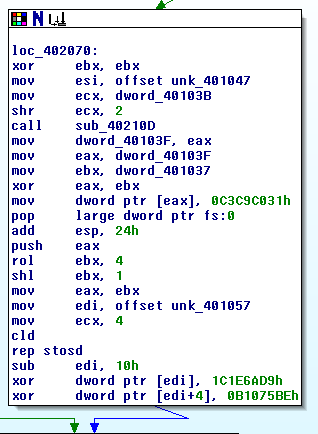 N
loc_402070:
xor ebx, ebx
mov esi, offset unk_401047
mov ecx, dword_40103B
shr ecx, 2
call sub_40210D
mov dword_40103F, eax
mov eax, dword_40103F
mov ebx, dword_401037
xor eax, ebx
mov dword ptr [eax], 0C3C9C031h
pop large dword ptr fs:0
add esp, 24h
push eax
rol ebx, 4
shl ebx, 1
mov eax, ebx
mov edi, offset unk_401057
mov ecx, 4
cld
rep stosd
sub edi, 10h
xor dword ptr [edi], 1C1E6AD9h
xor dword ptr [edi+4], 0B1075BEh